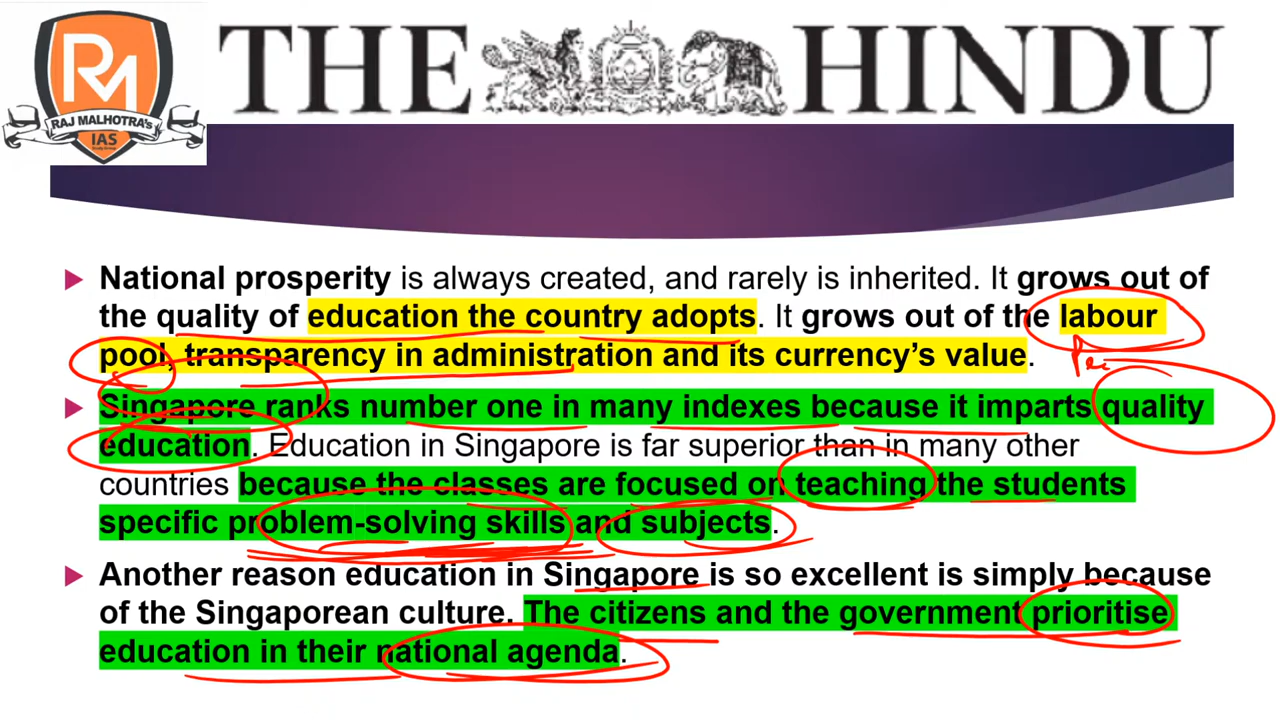 RM
RAJ MALHOTRA'S
IAS
THE HINDU
National prosperity is always created, and rarely is inherited. It grows out of
the quality of education the country adopts. It grows out of the labour
pool, transparency in administration and its currency's value.
Singapore ranks number one in many indexes because it imparts quality
education. Education in Singapore is far superior than in many other
countries because the classes are focused on teaching the students
specific problem-solving skills and subjects.
Another reason education in Singapore is so excellent is simply because
of the Singaporean culture. The citizens and the government prioritise
education in their national agenda.